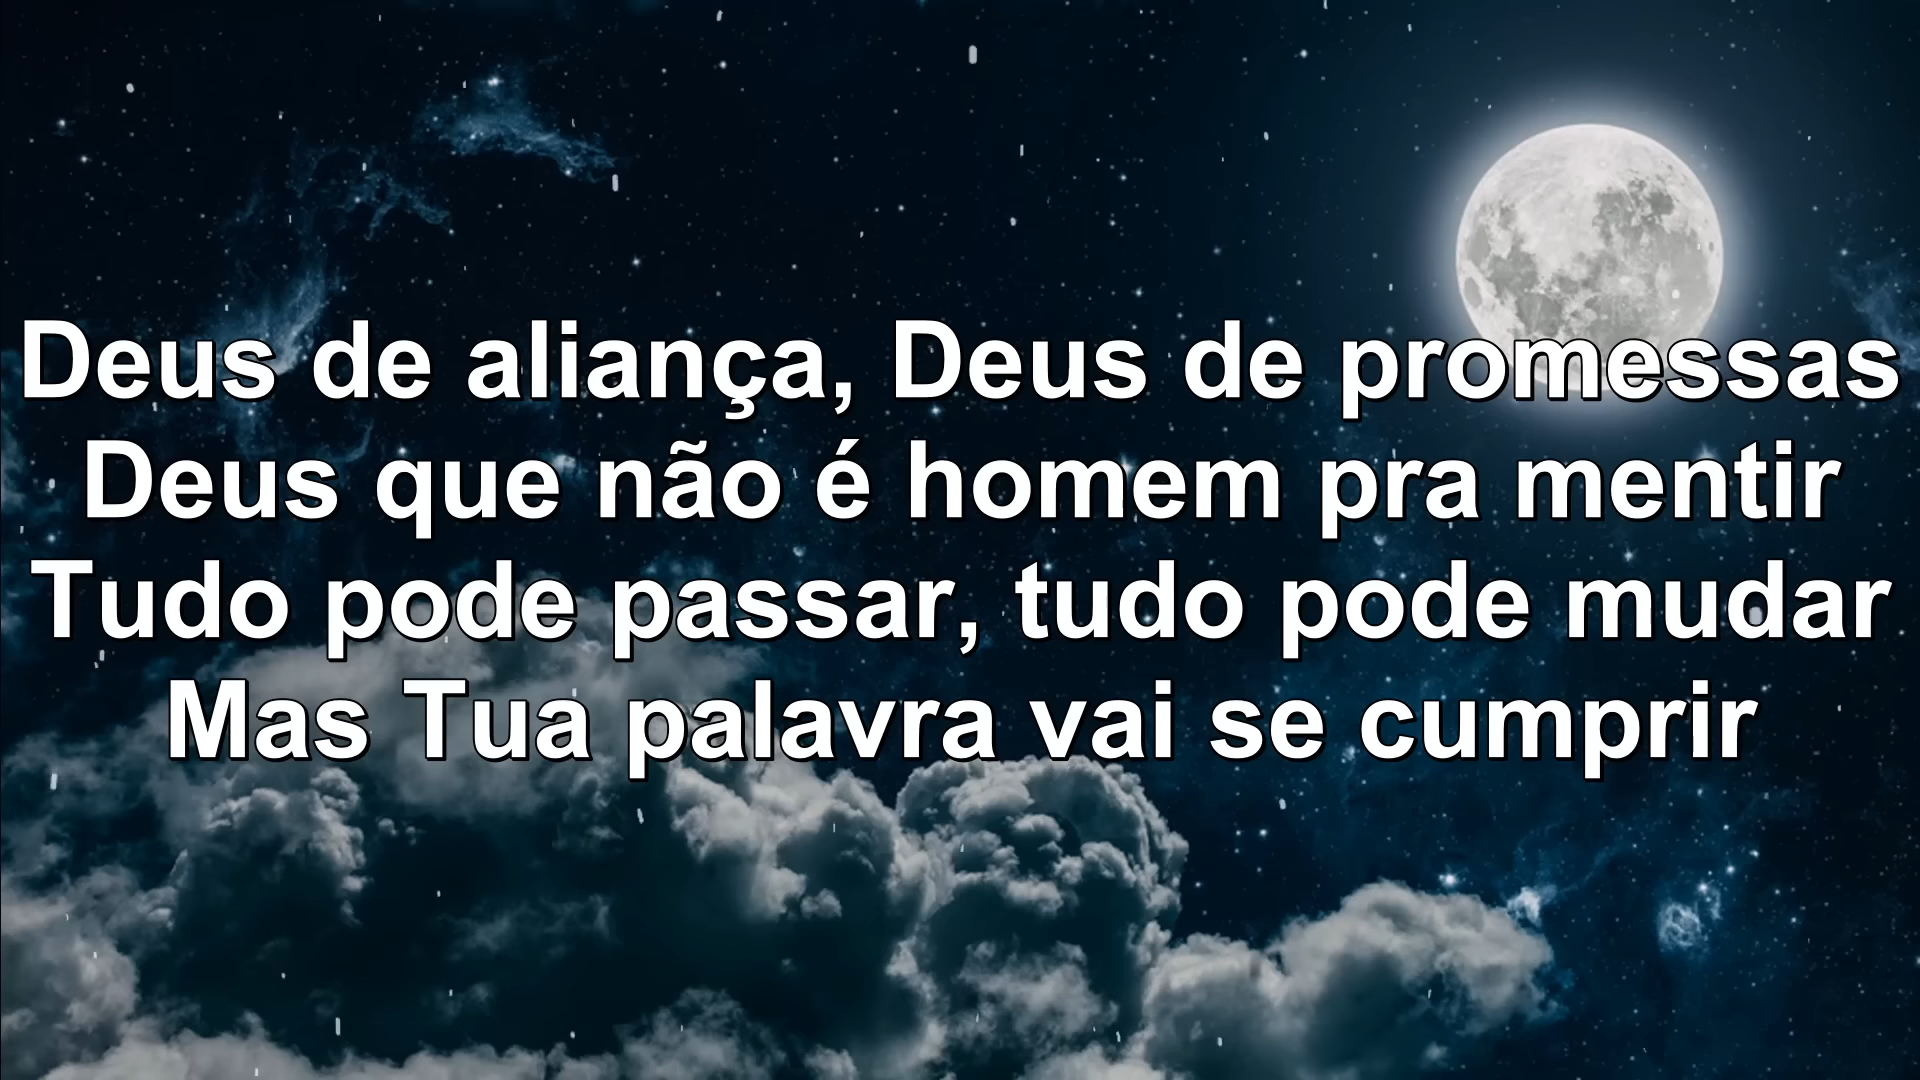 Deus de aliança, Deus de promessas
Deus que não é homem pra mentir
Tudo pode passar, tudo pode mudar
Mas Tua palavra vai se cumprir